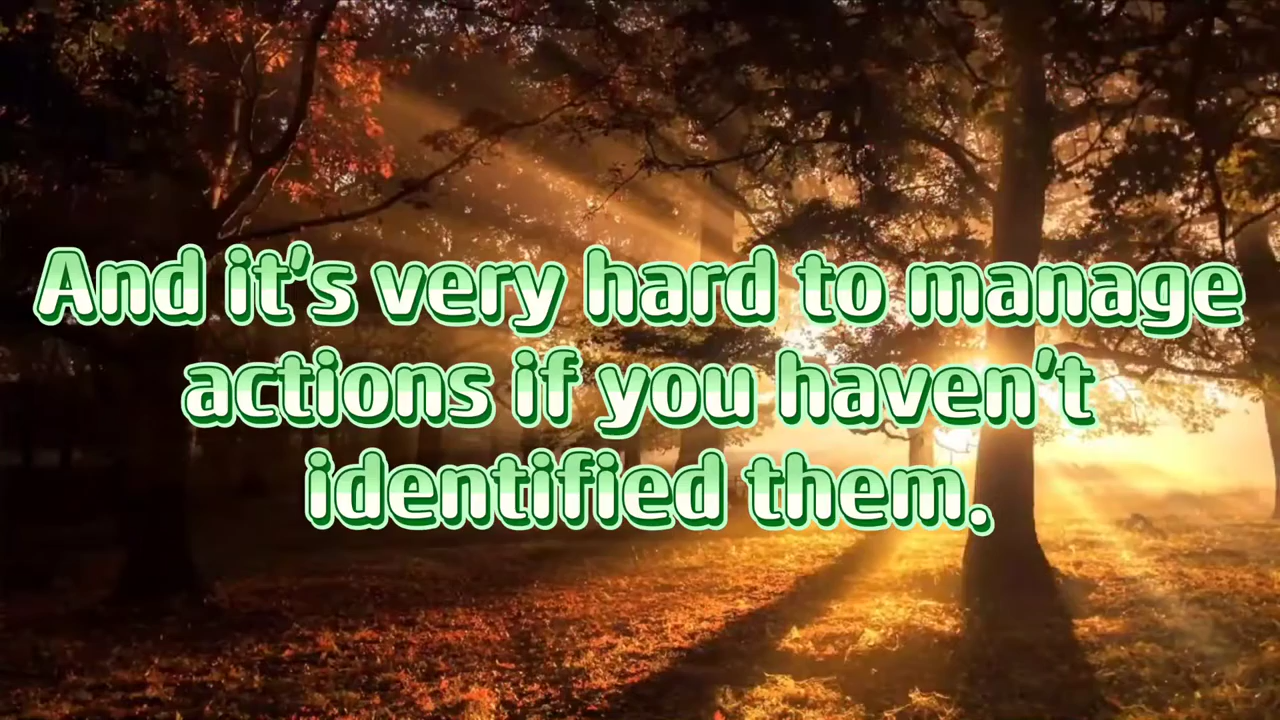 And it's very hard to manage
actions if you haven't
identified them.